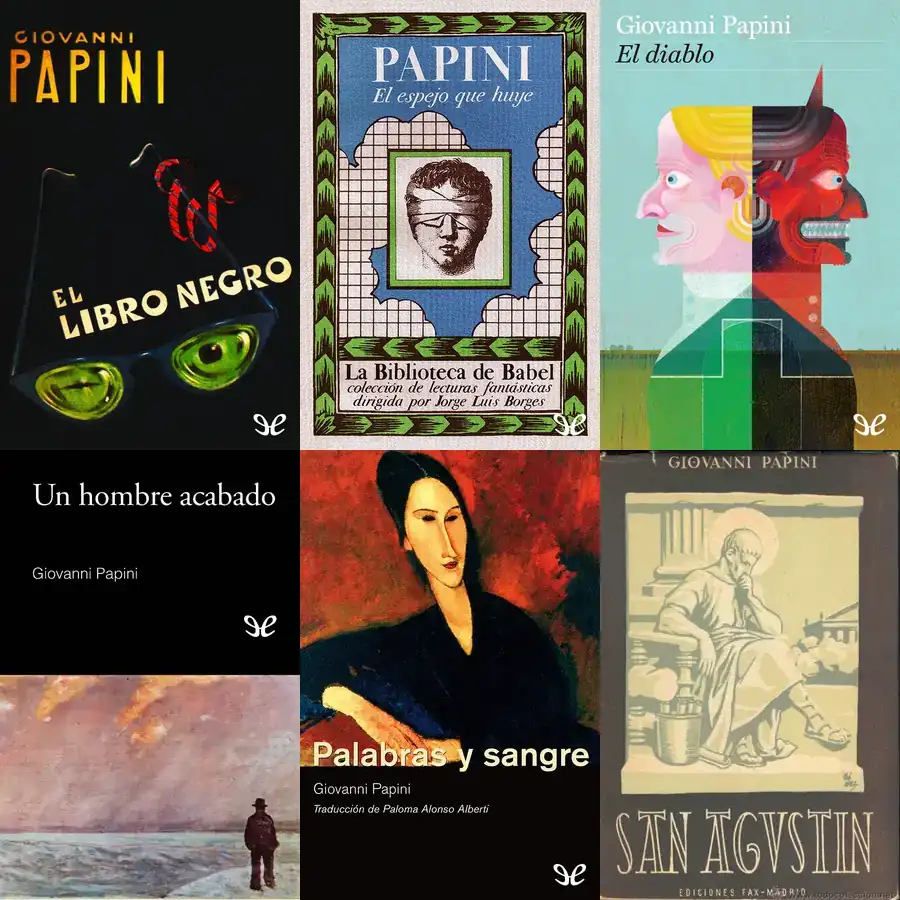 GIOVANNI
PAPINI
EL
LIBRO NEGRO
PAPINI
El espejo que huye
La Biblioteca de Babel
colección de lecturas fantásticas
dirigida por Jorge Luis Borges
Giovanni Papini
El diablo
Un hombre acabado
Giovanni Papini
Palabras y sangre
Giovanni Papini
Traducción de Paloma Alonso Alberti
GIOVANNI PAPINI
SAN AGVSTIN
EDICIONES FAX-MADRID